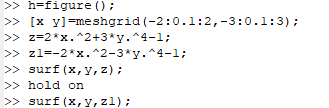 >> h=figure();
>> [x y]=meshgrid(-2:0.1:2,-3:0.1:3);
>> z=2*x.^2+3*y.^4-1;
>> z1=-2*x.^2-3*y.^4-1;
>> surf(x,y,z);
>> hold on
>> surf(x,y,z1);